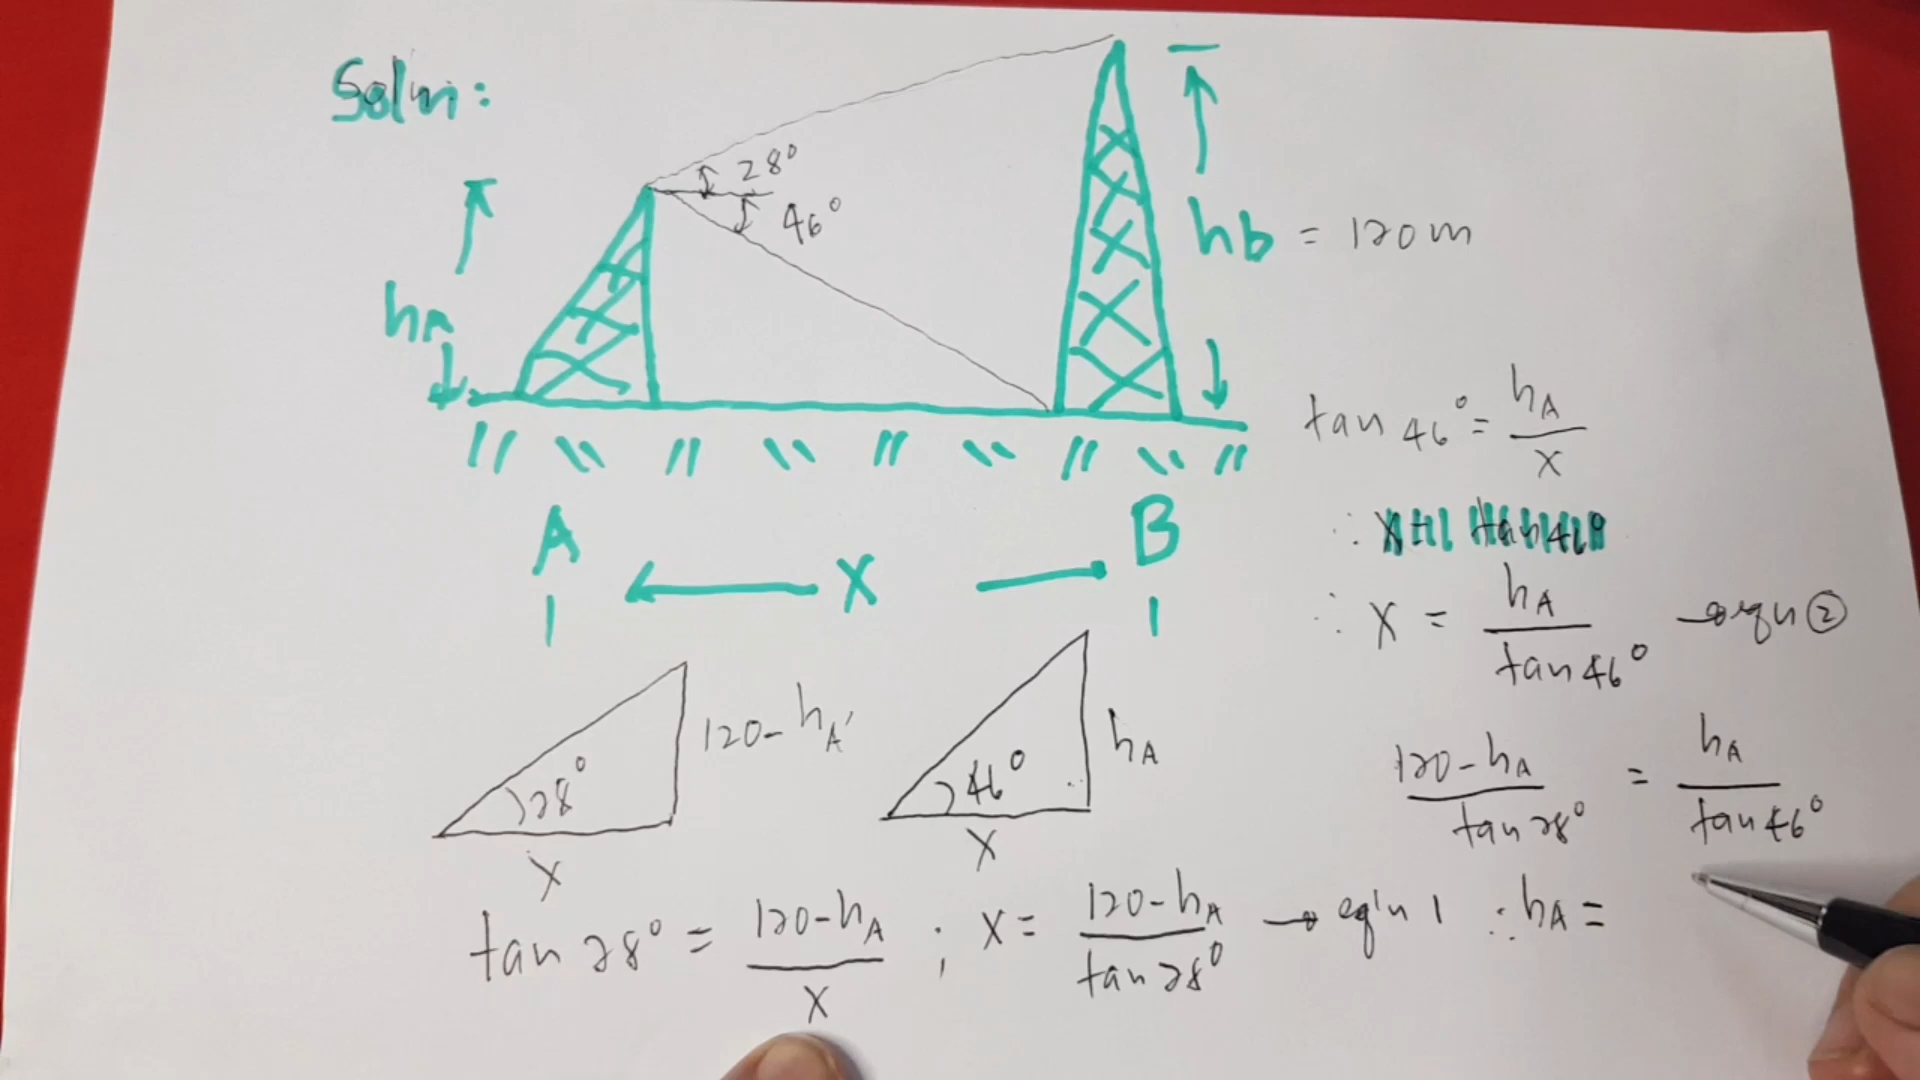 Soln:
28°
46°
hA
hb = 120m
A
B
X
28°
120-hA
X
46°
hA
X
tan 28° = 120-hA / X ; X = 120-hA / tan 28° → eq'n 1
tan 46° = hA / X
∴ X = hA / tan 46° → eqn ②
120-hA / tan 28° = hA / tan 46°
∴ hA =